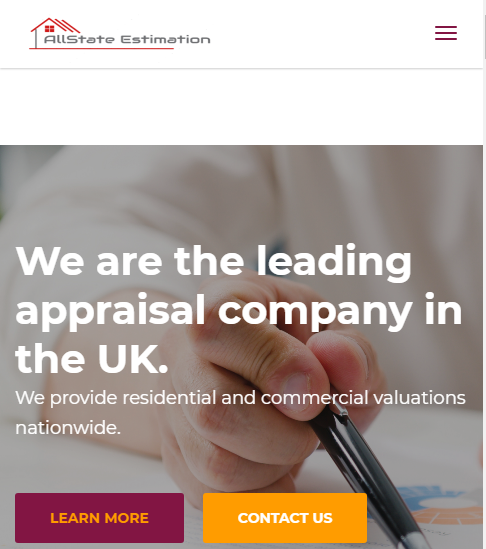 AllState Estimation
We are the leading
appraisal company in
the UK.
We provide residential and commercial valuations
nationwide.
LEARN MORE
CONTACT US